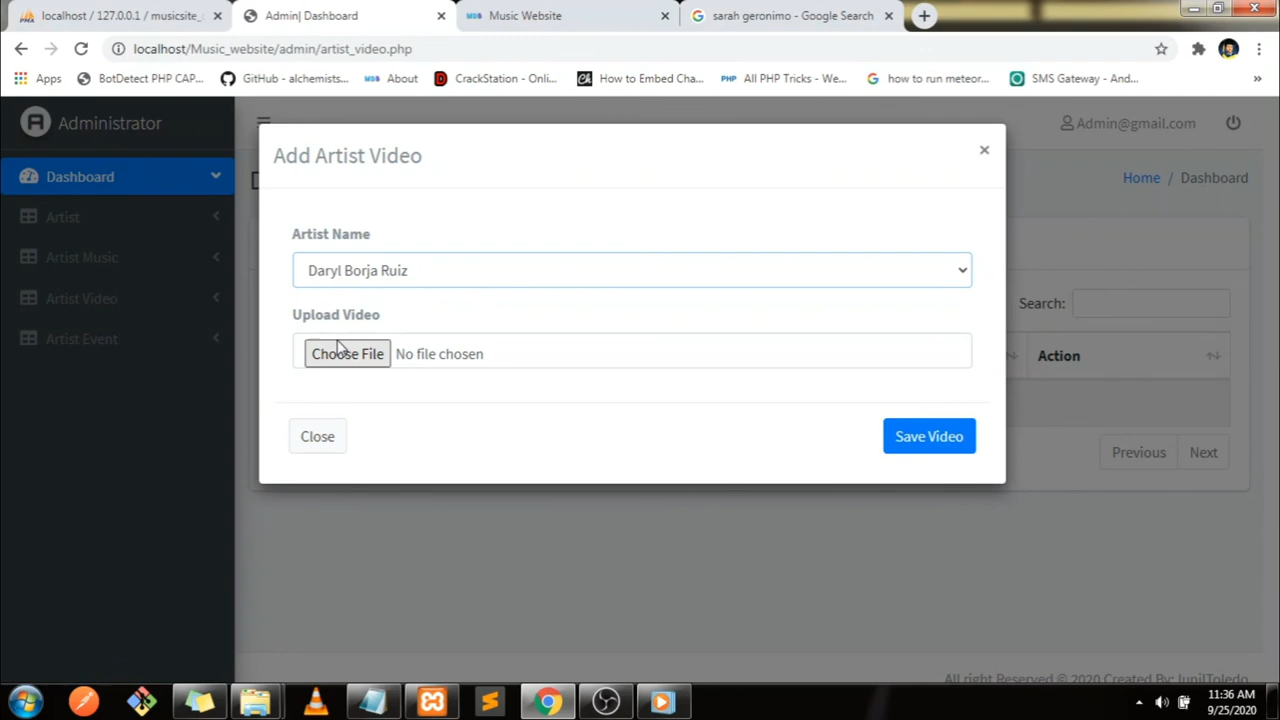 localhost / 127.0.0.1 / musicsite_
Admin| Dashboard
Music Website
sarah geronimo - Google Search
localhost/Music_website/admin/artist_video.php
Apps
BotDetect PHP CAP...
GitHub - alchemists...
About
CrackStation - Onli...
How to Embed Cha...
PHP All PHP Tricks - We...
how to run meteor...
SMS Gateway - And...
»
Administrator
Admin@gmail.com
Dashboard
Artist
Artist Music
Artist Video
Artist Event
Home / Dashboard
Add Artist Video
×
Artist Name
Daryl Borja Ruiz
Upload Video
Choose File No file chosen
Close
Save Video
Search:
Action
Previous
Next
All right Reserved © 2020 Created By: JunilToledo
11:36 AM
9/25/2020